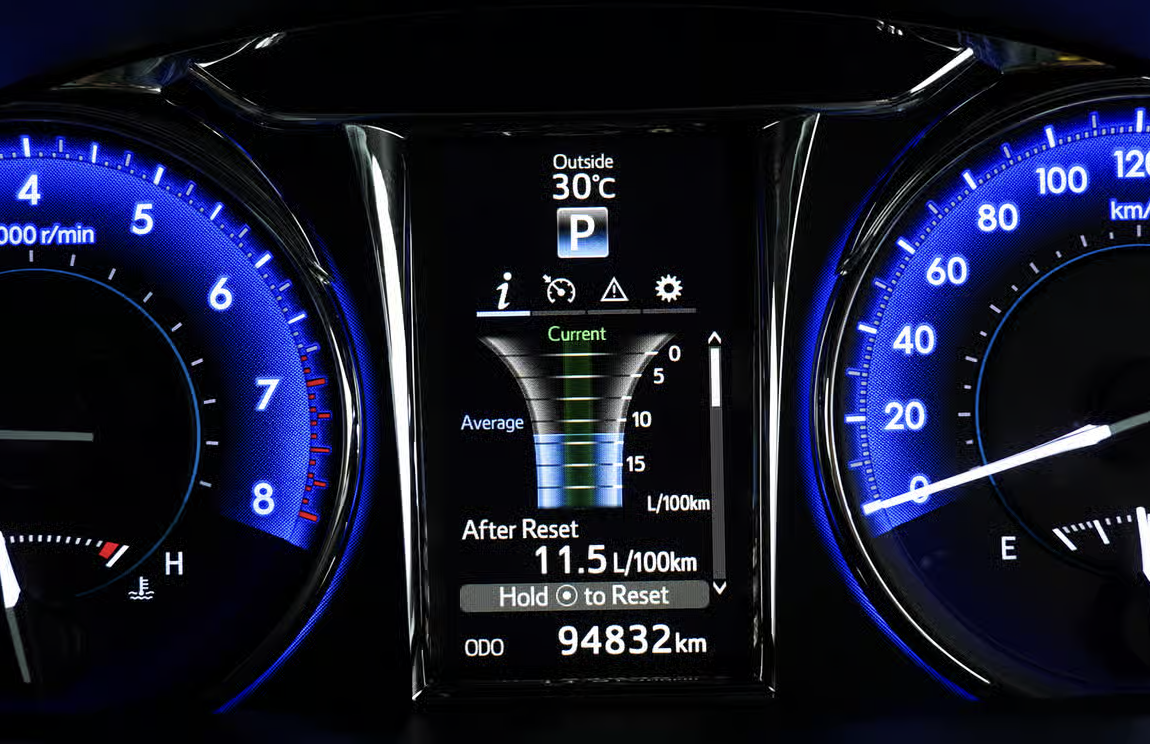 Outside
30°C
P
4
5
6
7
8
000 r/min
H
i
Current
0
5
10
15
Average
L/100km
After Reset
11.5 L/100km
Hold ⦿ to Reset
ODO 94832 km
0
20
40
60
80
100
120
km/
E